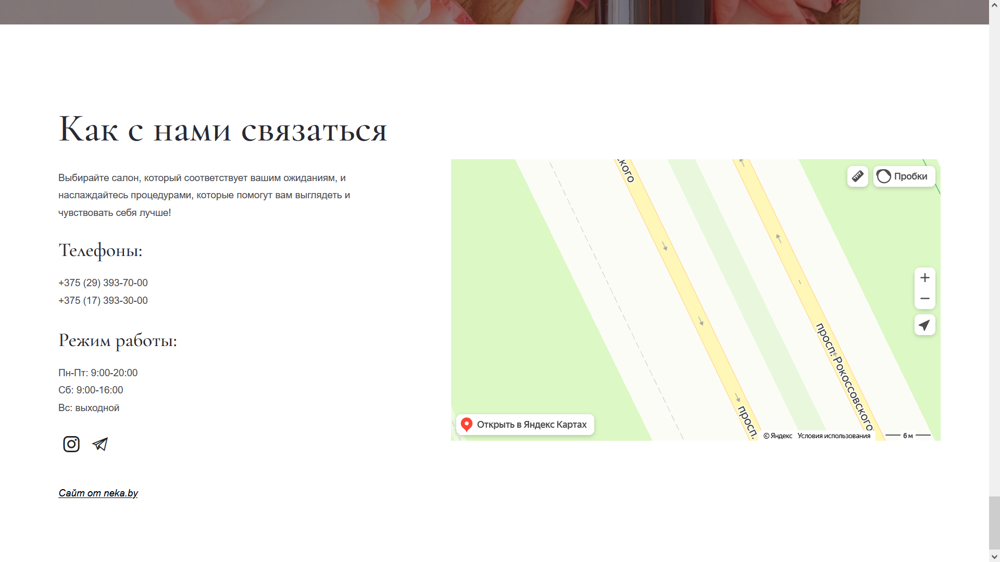 Как с нами связаться
Выбирайте салон, который соответствует вашим ожиданиям, и
наслаждайтесь процедурами, которые помогут вам выглядеть и
чувствовать себя лучше!
Телефоны:
+375 (29) 393-70-00
+375 (17) 393-30-00
Режим работы:
Пн-Пт: 9:00-20:00
Сб: 9:00-16:00
Вс: выходной
Сайт от neka.by
ского
Пробки
просп. Рокоссовского
просп.
Открыть в Яндекс Картах
© Яндекс Условия использования
6 м